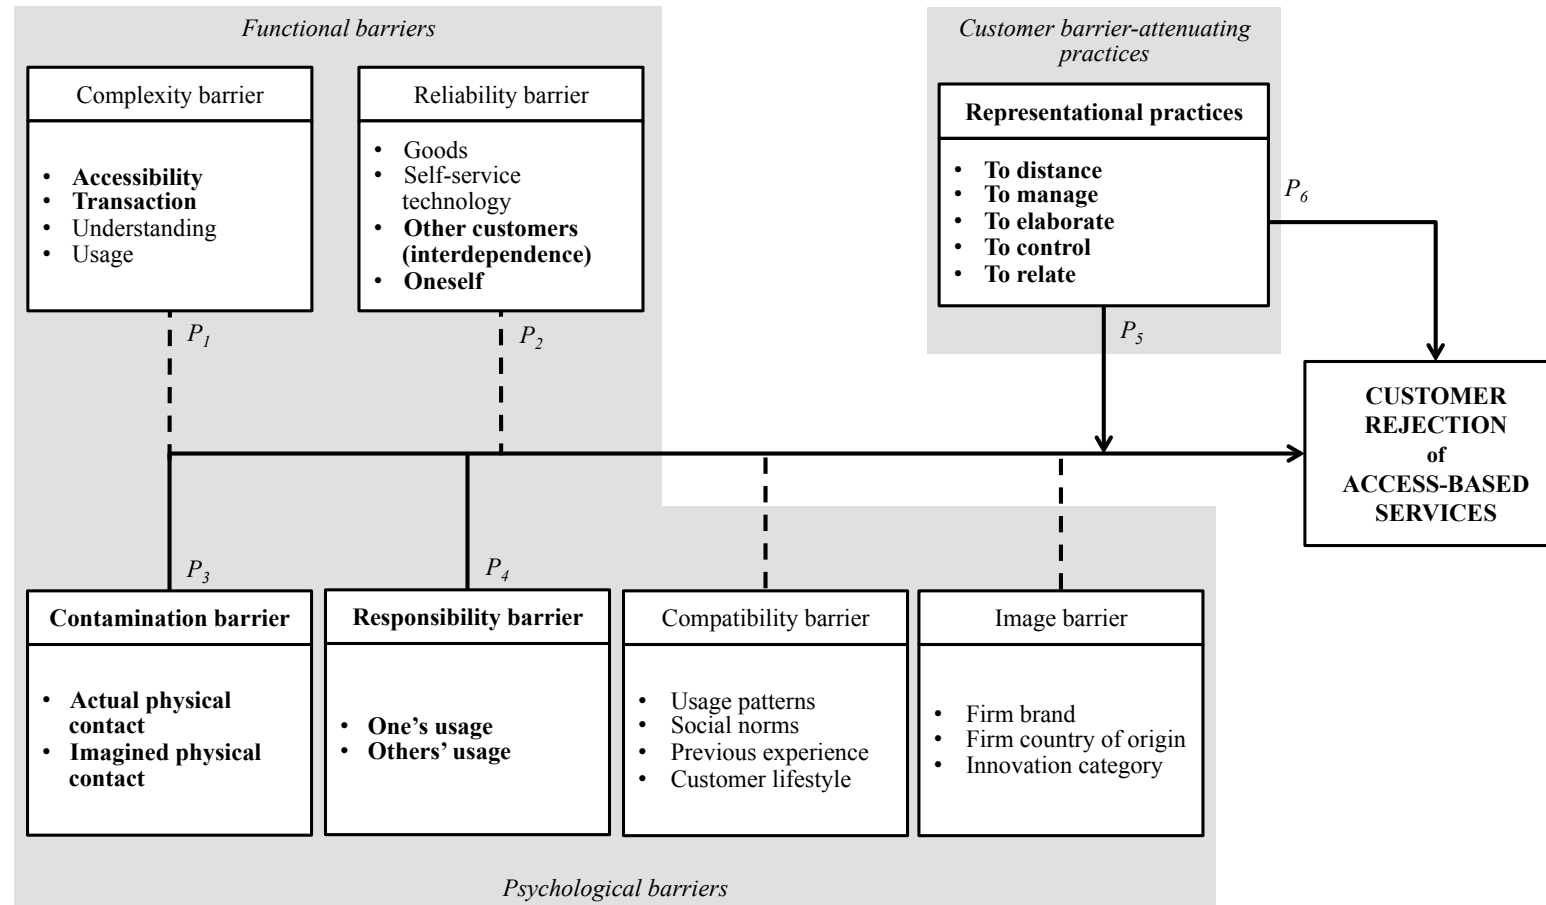 Functional barriers
Complexity barrier
• Accessibility
• Transaction
• Understanding
• Usage
P1
Reliability barrier
• Goods
• Self-service
technology
• Other customers
(interdependence)
• Oneself
P2
Customer barrier-attenuating
practices
Representational practices
• To distance
• To manage
• To elaborate
• To control
• To relate
P5
P6
CUSTOMER
REJECTION
of
ACCESS-BASED
SERVICES
P3
Contamination barrier
• Actual physical
contact
• Imagined physical
contact
P4
Responsibility barrier
• One’s usage
• Others’ usage
Compatibility barrier
• Usage patterns
• Social norms
• Previous experience
• Customer lifestyle
Image barrier
• Firm brand
• Firm country of origin
• Innovation category
Psychological barriers